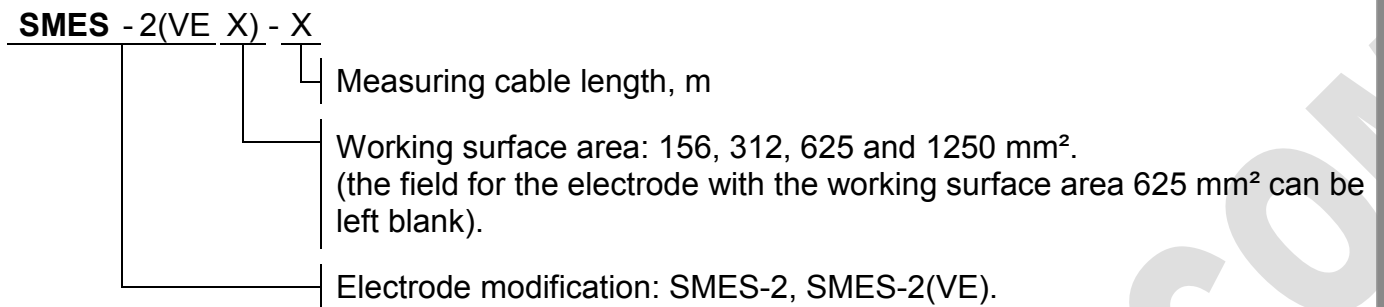 SMES - 2(VE X) - X
Measuring cable length, m
Working surface area: 156, 312, 625 and 1250 mm².
(the field for the electrode with the working surface area 625 mm² can be
left blank).
Electrode modification: SMES-2, SMES-2(VE).